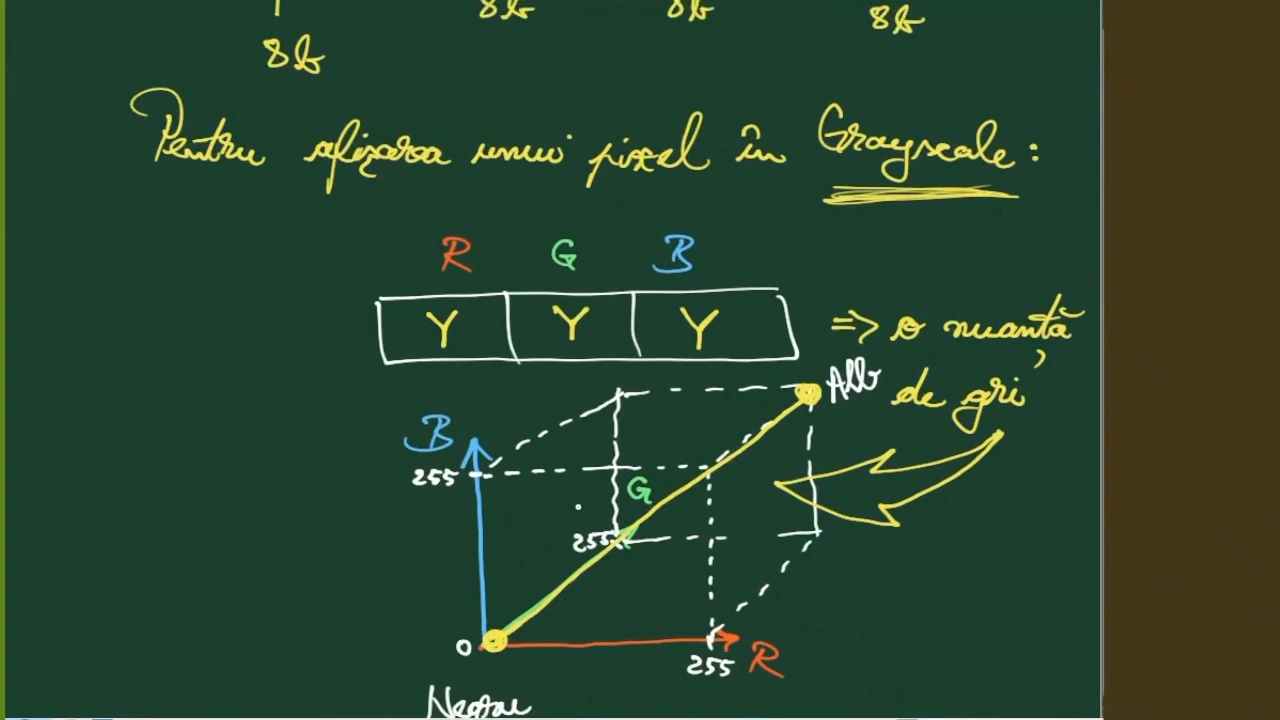 8b 8b 8b
8b
Pentru afișarea unui pixel în Grayscale:
R G B
Y Y Y => o nuanță
de gri
Alb
B
255
G
255
0
255 R
Negru